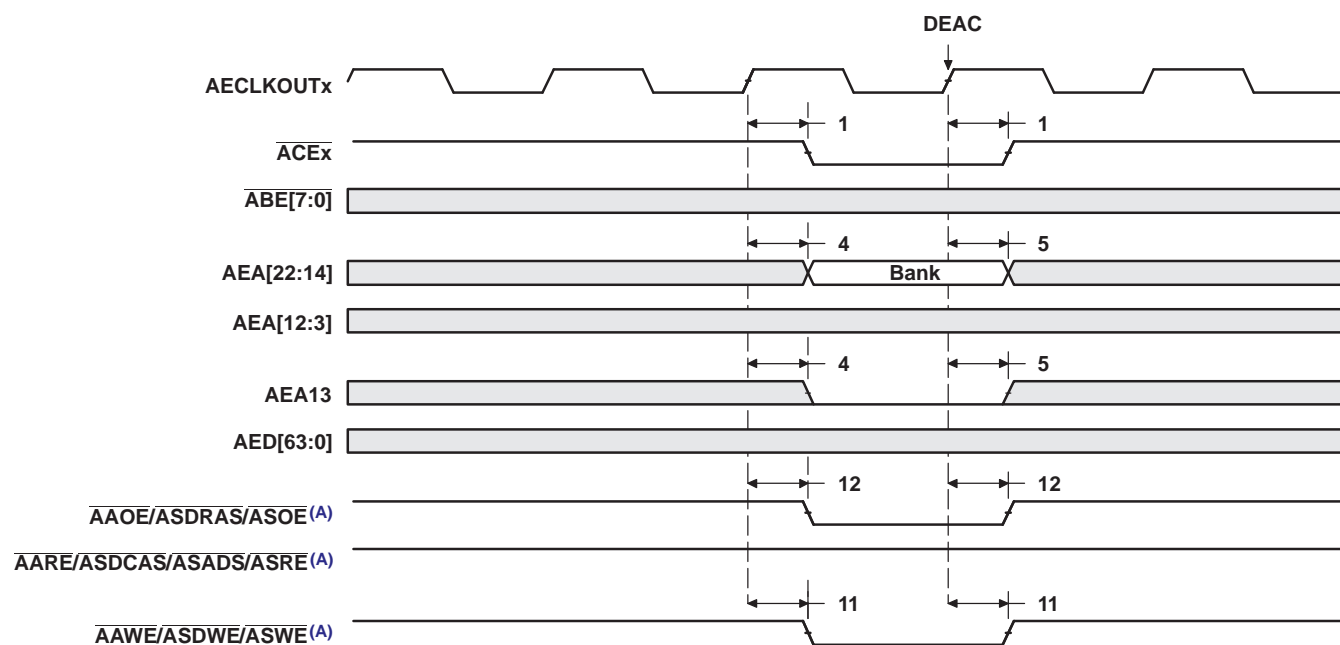 DEAC
AECLKOUTx
1 1
ACEx
ABE[7:0]
4 5
AEA[22:14] Bank
AEA[12:3]
4 5
AEA13
AED[63:0]
12 12
AAOE/ASDRAS/ASOE(A)
AARE/ASDCAS/ASADS/ASRE(A)
11 11
AAWE/ASDWE/ASWE(A)